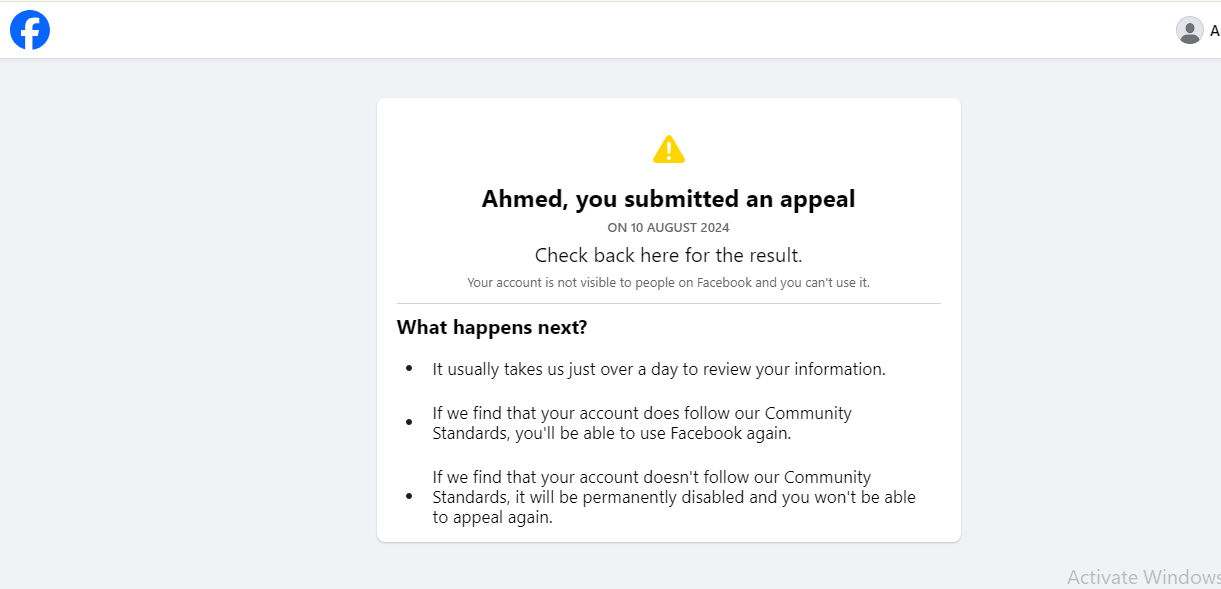 A
Ahmed, you submitted an appeal
ON 10 AUGUST 2024
Check back here for the result.
Your account is not visible to people on Facebook and you can't use it.
What happens next?
• It usually takes us just over a day to review your information.
• If we find that your account does follow our Community
Standards, you'll be able to use Facebook again.
If we find that your account doesn't follow our Community
• Standards, it will be permanently disabled and you won't be able
to appeal again.
Activate Windows